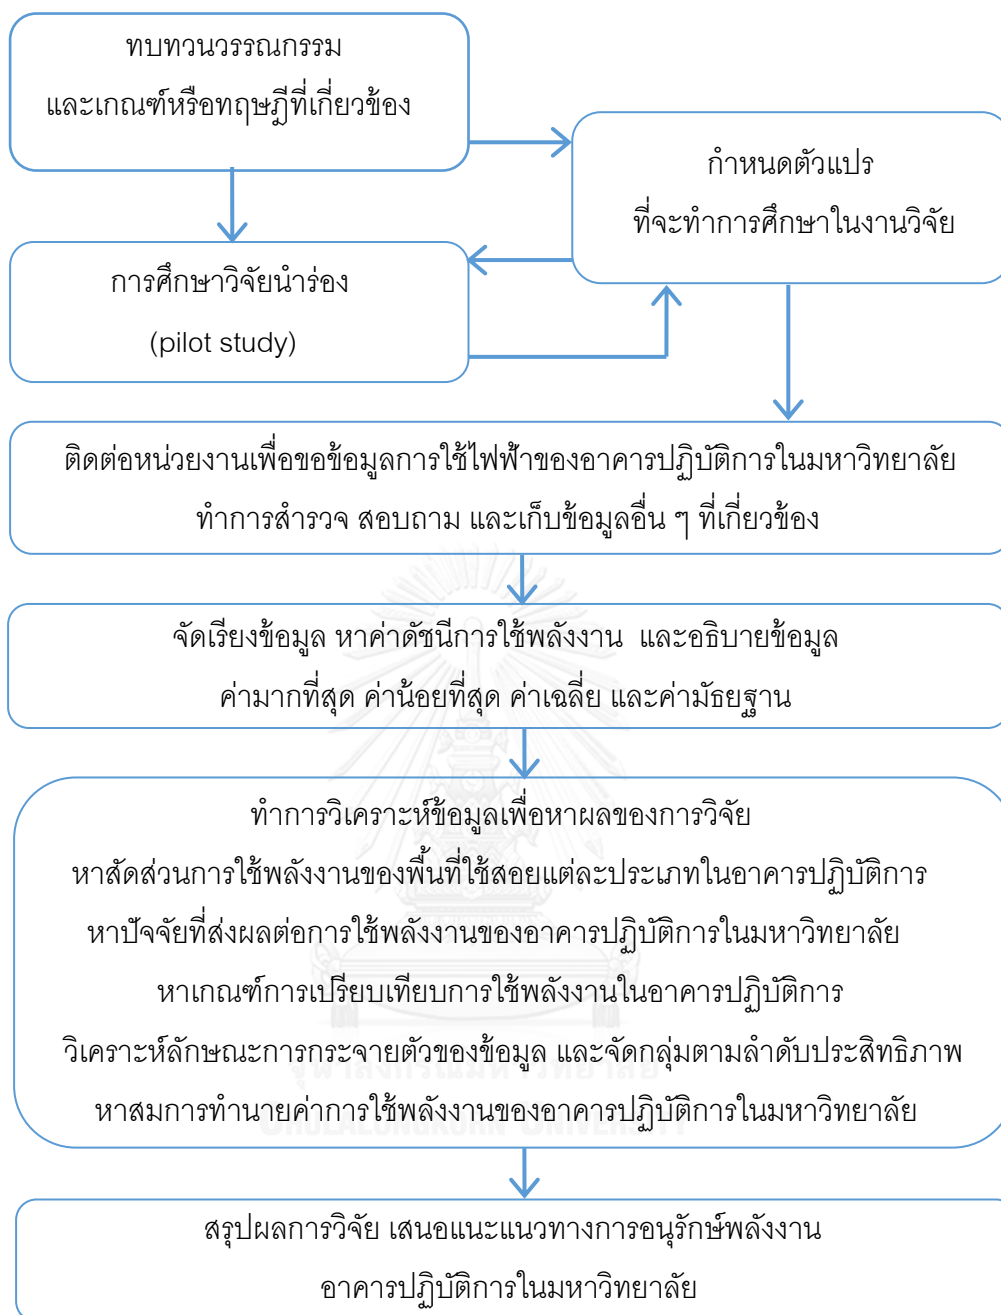 ทบทวนวรรณกรรม
และเกณฑ์หรือทฤษฎีที่เกี่ยวข้อง
กำหนดตัวแปร
ที่จะทำการศึกษาในงานวิจัย
การศึกษาวิจัยนำร่อง
(pilot study)
ติดต่อหน่วยงานเพื่อขอข้อมูลการใช้ไฟฟ้าของอาคารปฏิบัติการในมหาวิทยาลัย
ทำการสำรวจ สอบถาม และเก็บข้อมูลอื่น ๆ ที่เกี่ยวข้อง
จัดเรียงข้อมูล หาค่าดัชนีการใช้พลังงาน และอธิบายข้อมูล
ค่ามากที่สุด ค่าน้อยที่สุด ค่าเฉลี่ย และค่ามัธยฐาน
ทำการวิเคราะห์ข้อมูลเพื่อหาผลของการวิจัย
หาสัดส่วนการใช้พลังงานของพื้นที่ใช้สอยแต่ละประเภทในอาคารปฏิบัติการ
หาปัจจัยที่ส่งผลต่อการใช้พลังงานของอาคารปฏิบัติการในมหาวิทยาลัย
หาเกณฑ์การเปรียบเทียบการใช้พลังงานในอาคารปฏิบัติการ
วิเคราะห์ลักษณะการกระจายตัวของข้อมูล และจัดกลุ่มตามลำดับประสิทธิภาพ
จุฬาลงกรณ์มหาวิทยาลัย
หาสมการทำนายค่าการใช้พลังงานของอาคารปฏิบัติการในมหาวิทยาลัย
CHULALONGKORN UNIVERSITY
สรุปผลการวิจัย เสนอแนะแนวทางการอนุรักษ์พลังงาน
อาคารปฏิบัติการในมหาวิทยาลัย